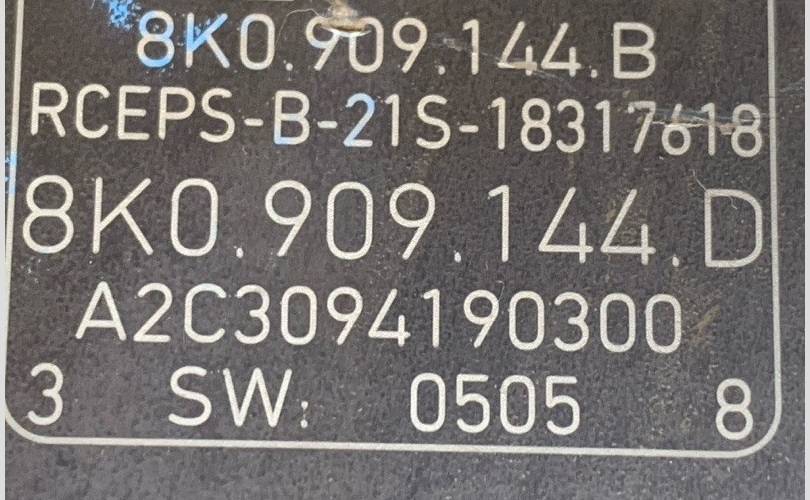 8K0.909.144.B
RCEPS-B-21S-18317618
8K0.909.144.D
A2C3094190300
3 SW: 0505 8